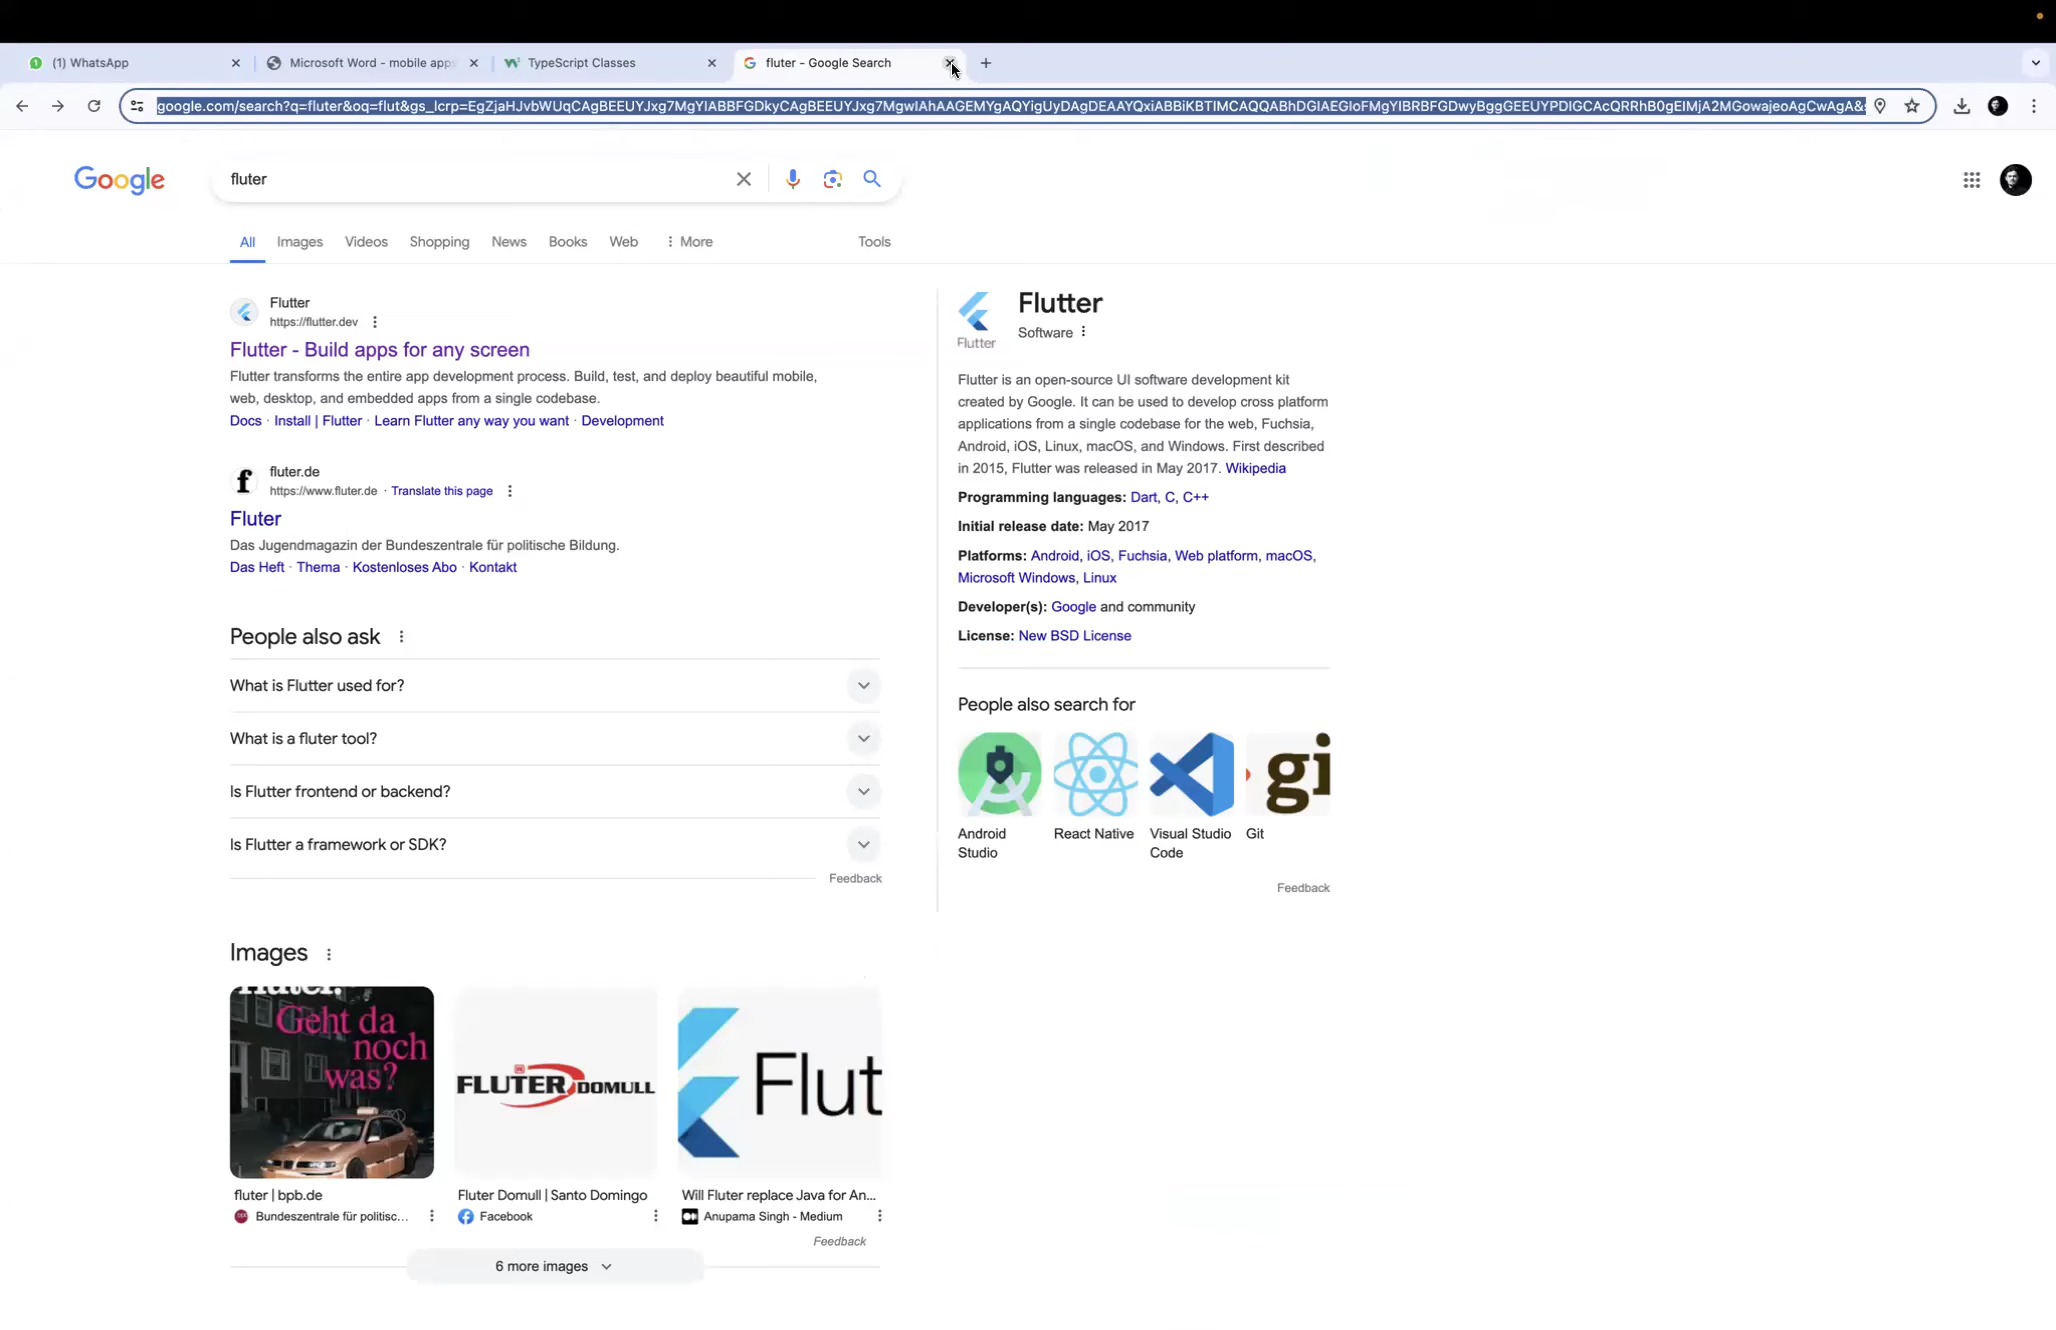 (1) WhatsApp
Microsoft Word - mobile apps
TypeScript Classes
fluter - Google Search
google.com/search?q=fluter&oq=flut&gs_lcrp=
Google
fluter
All Images Videos Shopping News Books Web More Tools
Flutter
https://flutter.dev
Flutter - Build apps for any screen
Flutter transforms the entire app development process. Build, test, and deploy beautiful mobile,
web, desktop, and embedded apps from a single codebase.
Docs · Install | Flutter · Learn Flutter any way you want · Development
fluter.de
https://www.fluter.de · Translate this page
Fluter
Das Jugendmagazin der Bundeszentrale für politische Bildung.
Das Heft · Thema · Kostenloses Abo · Kontakt
People also ask
What is Flutter used for?
What is a fluter tool?
Is Flutter frontend or backend?
Is Flutter a framework or SDK?
Feedback
Images
fluter.
Geht da
noch
was?
fluter | bpb.de
Bundeszentrale für politisc...
FLUTER DOMULL
Fluter Domull | Santo Domingo
Facebook
Flut
Will Fluter replace Java for An...
Anupama Singh - Medium
Feedback
6 more images
Flutter
Flutter
Software
Flutter is an open-source UI software development kit
created by Google. It can be used to develop cross platform
applications from a single codebase for the web, Fuchsia,
Android, iOS, Linux, macOS, and Windows. First described
in 2015, Flutter was released in May 2017. Wikipedia
Programming languages: Dart, C, C++
Initial release date: May 2017
Platforms: Android, iOS, Fuchsia, Web platform, macOS,
Microsoft Windows, Linux
Developer(s): Google and community
License: New BSD License
People also search for
gi
Android
Studio
React Native
Visual Studio
Code
Git
Feedback